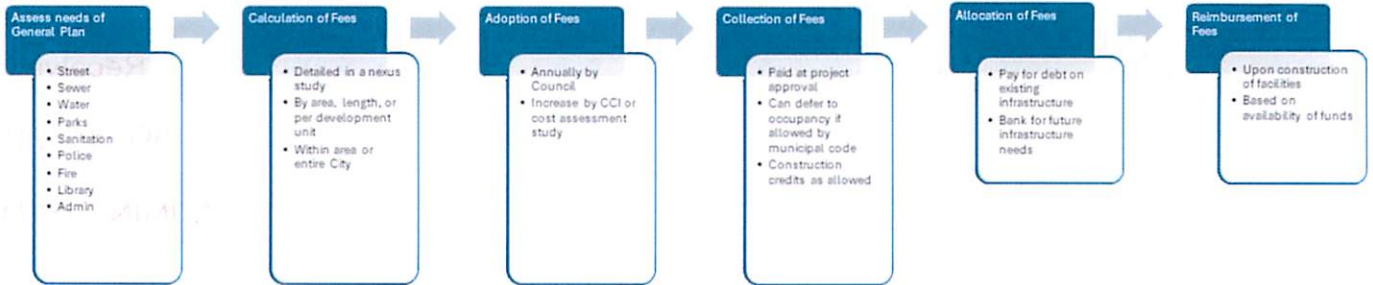 Assess needs of
General Plan
• Street
• Sewer
• Water
• Parks
• Sanitation
• Police
• Fire
• Library
• Admin
Calculation of Fees
• Detailed in a nexus
study
• By area, length, or
per development
unit
• Within area or
entire City
Adoption of Fees
• Annually by
Council
• Increase by CCI or
cost assessment
study
Collection of Fees
• Paid at project
approval
• Can defer to
occupancy if
allowed by
municipal code
• Construction
credits as allowed
Allocation of Fees
• Pay for debt on
existing
infrastructure
• Bank for future
infrastructure
needs
Reimbursement of
Fees
• Upon construction
of facilities
• Based on
availability of funds